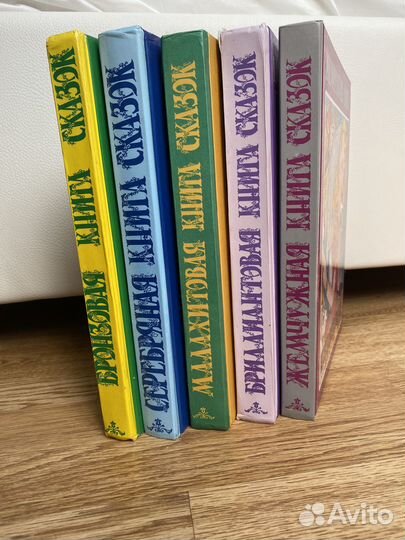 БРОНЗОВАЯ КНИГА СКАЗОК
СЕРЕБРЯНАЯ КНИГА СКАЗОК
МАЛАХИТОВАЯ КНИГА СКАЗОК
БРИЛЛИАНТОВАЯ КНИГА СКАЗОК
ЖЕМЧУЖНАЯ КНИГА СКАЗОК
Avito